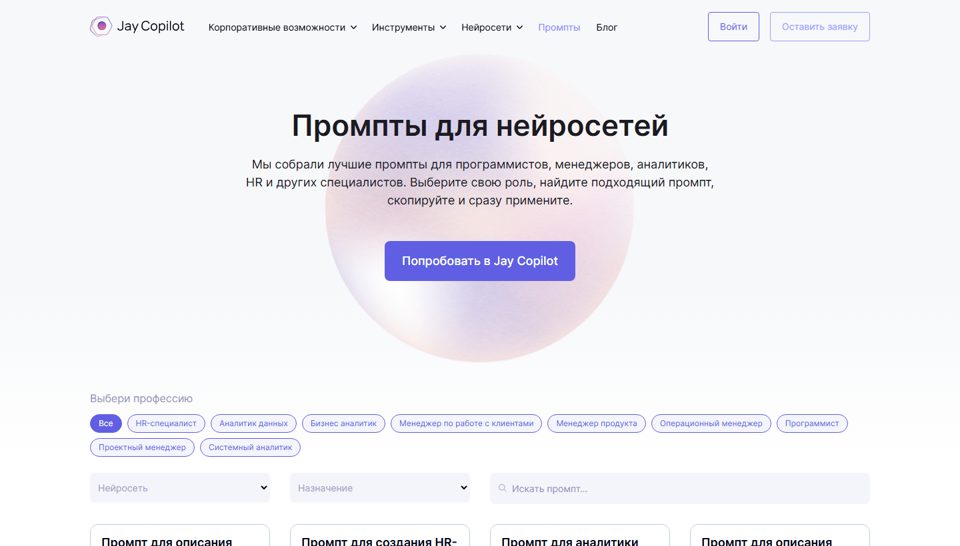 Jay Copilot
Корпоративные возможности
Инструменты
Нейросети
Промпты
Блог
Войти
Оставить заявку
Промпты для нейросетей
Мы собрали лучшие промпты для программистов, менеджеров, аналитиков,
HR и других специалистов. Выберите свою роль, найдите подходящий промпт,
скопируйте и сразу примените.
Попробовать в Jay Copilot
Выбери профессию
Все
HR-специалист
Аналитик данных
Бизнес аналитик
Менеджер по работе с клиентами
Менеджер продукта
Операционный менеджер
Программист
Проектный менеджер
Системный аналитик
Нейросеть
Назначение
Искать промпт...
Промпт для описания
Промпт для создания HR-
Промпт для аналитики
Промпт для описания